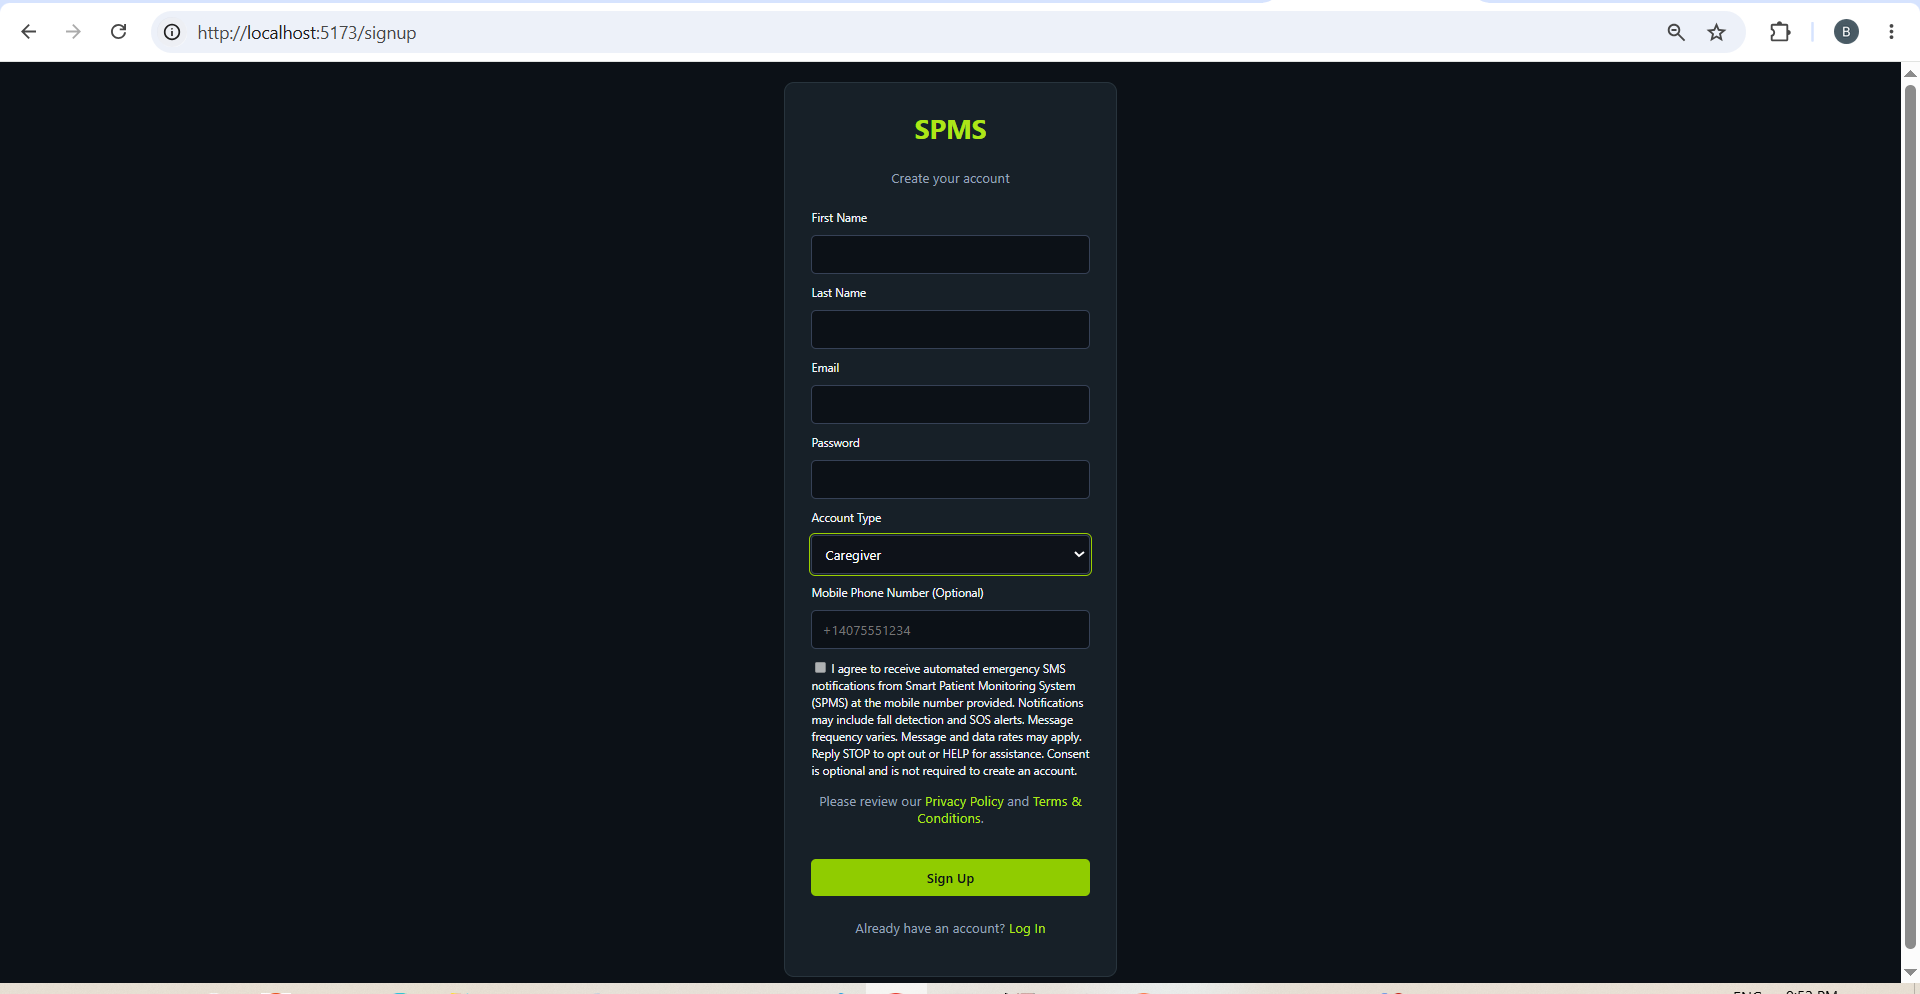 http://localhost:5173/signup
B
SPMS
Create your account
First Name
Last Name
Email
Password
Account Type
Caregiver
Mobile Phone Number (Optional)
+14075551234
I agree to receive automated emergency SMS
notifications from Smart Patient Monitoring System
(SPMS) at the mobile number provided. Notifications
may include fall detection and SOS alerts. Message
frequency varies. Message and data rates may apply.
Reply STOP to opt out or HELP for assistance. Consent
is optional and is not required to create an account.
Please review our Privacy Policy and Terms &
Conditions.
Sign Up
Already have an account? Log In